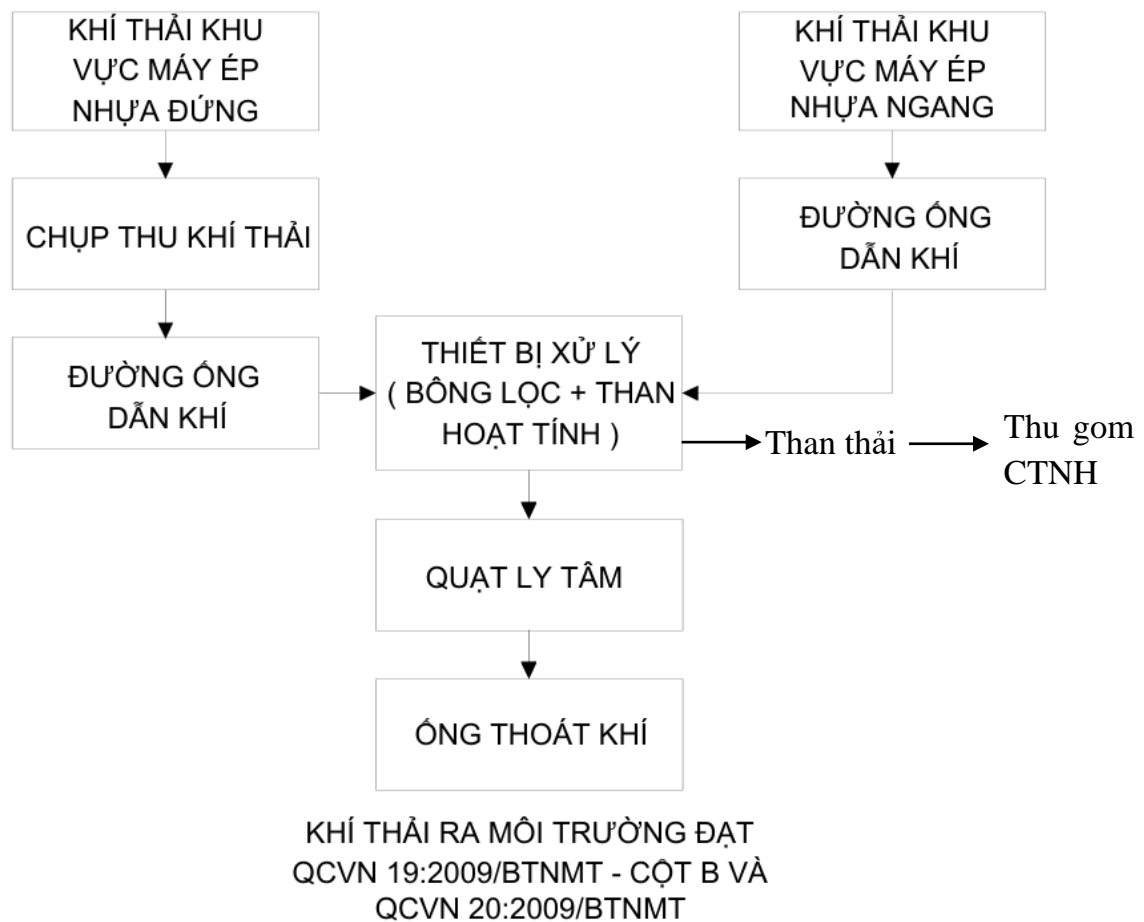 KHÍ THẢI KHU
VỰC MÁY ÉP
NHỰA ĐỨNG
KHÍ THẢI KHU
VỰC MÁY ÉP
NHỰA NGANG
CHỤP THU KHÍ THẢI
ĐƯỜNG ỐNG
DẪN KHÍ
ĐƯỜNG ỐNG
DẪN KHÍ
THIẾT BỊ XỬ LÝ
( BÔNG LỌC + THAN
HOẠT TÍNH )
Than thải
Thu gom
CTNH
QUẠT LY TÂM
ỐNG THOÁT KHÍ
KHÍ THẢI RA MÔI TRƯỜNG ĐẠT
QCVN 19:2009/BTNMT - CỘT B VÀ
QCVN 20:2009/BTNMT